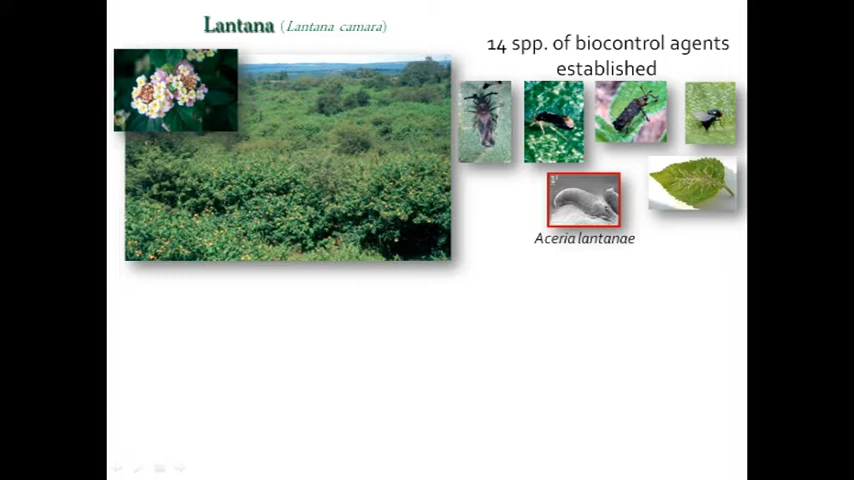 Lantana (Lantana camara)
14 spp. of biocontrol agents
established
Aceria lantanae